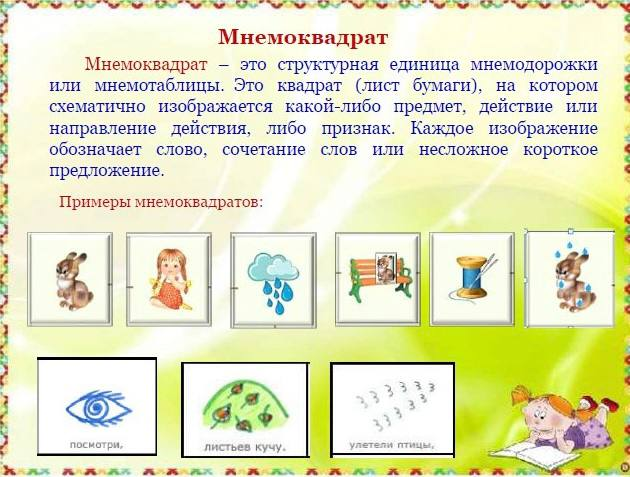 Мнемоквадрат
Мнемоквадрат – это структурная единица мнемодорожки
или мнемотаблицы. Это квадрат (лист бумаги), на котором
схематично изображается какой-либо предмет, действие или
направление действия, либо признак. Каждое изображение
обозначает слово, сочетание слов или несложное короткое
предложение.
Примеры мнемоквадратов:
посмотри,
листьев кучу.
улетели птицы,